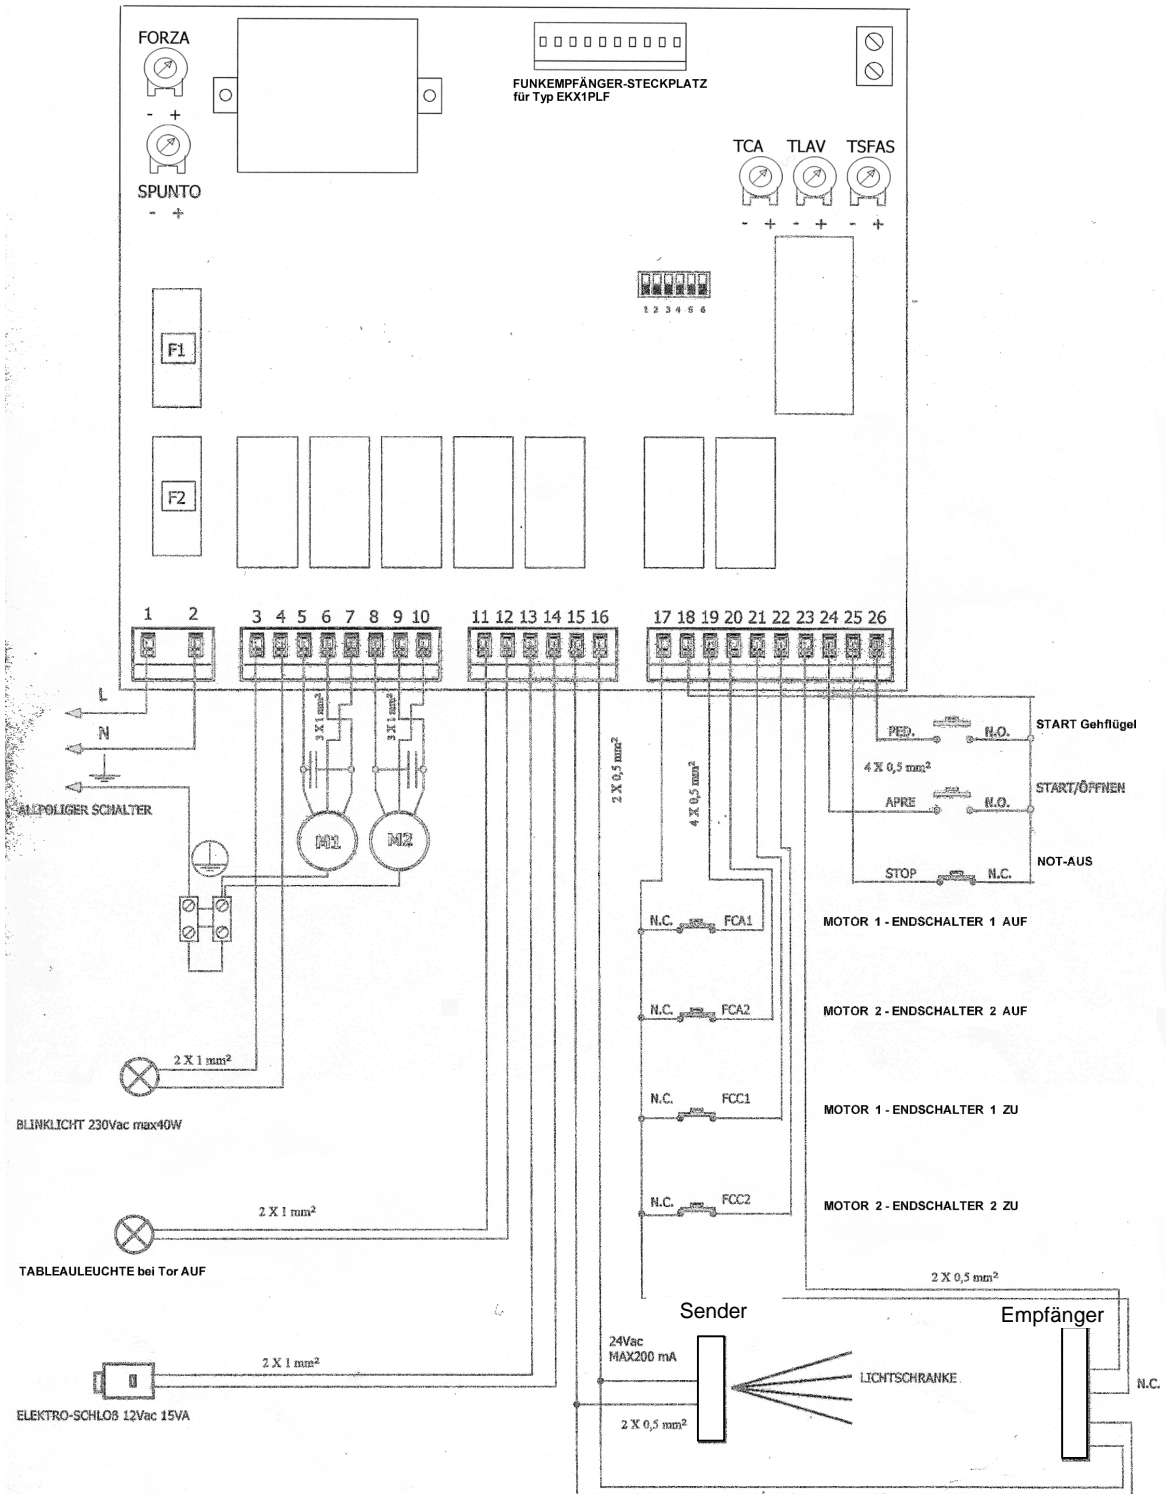 FORZA
- +
SPUNTO
- +
FUNKEMPFÄNGER-STECKPLATZ
für Typ EKX1PLF
TCA TLAV TSFAS
- + - + - +
1 2 3 4 5 6
F1
F2
1 2 3 4 5 6 7 8 9 10 11 12 13 14 15 16 17 18 19 20 21 22 23 24 25 26
L
N
ALLPOLIGER SCHALTER
3 X 1 mm²
3 X 1 mm²
M1
M2
2 X 0,5 mm²
4 X 0,5 mm²
PED. N.O. START Gehflügel
4 X 0,5 mm²
APRE N.O. START/ÖFFNEN
STOP N.C. NOT-AUS
N.C. FCA1 MOTOR 1 - ENDSCHALTER 1 AUF
N.C. FCA2 MOTOR 2 - ENDSCHALTER 2 AUF
2 X 1 mm²
BLINKLICHT 230Vac max40W
N.C. FCC1 MOTOR 1 - ENDSCHALTER 1 ZU
N.C. FCC2 MOTOR 2 - ENDSCHALTER 2 ZU
2 X 1 mm²
TABLEAULEUCHTE bei Tor AUF
2 X 0,5 mm²
Sender
Empfänger
24Vac
MAX200 mA
2 X 1 mm²
LICHTSCHRANKE
N.C.
ELEKTRO-SCHLOß 12Vac 15VA
2 X 0,5 mm²